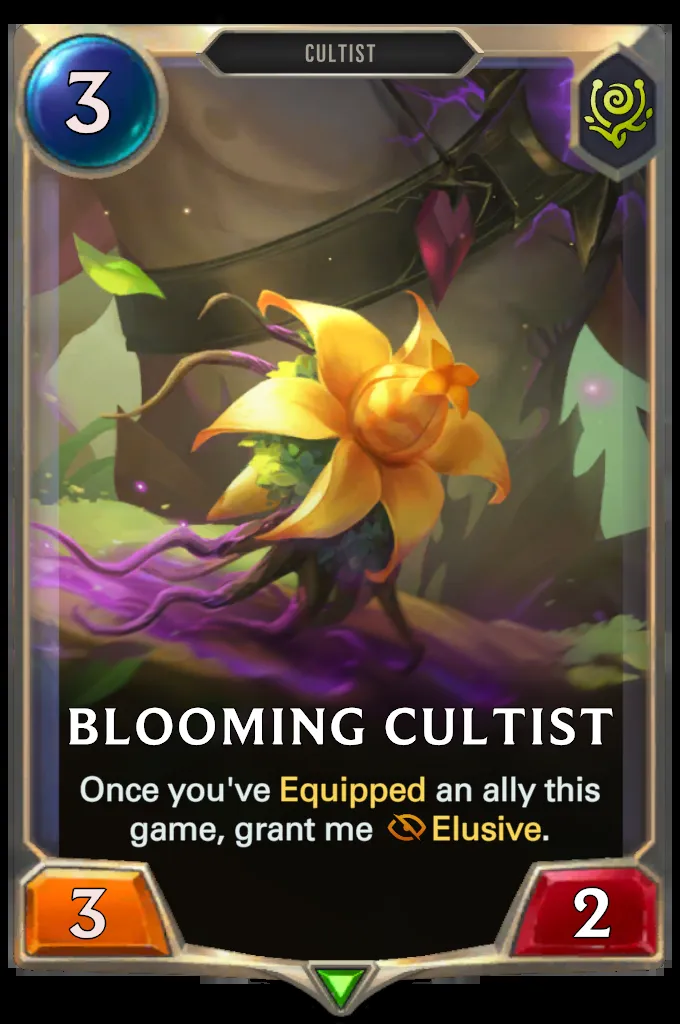 CULTIST
3
BLOOMING CULTIST
Once you've Equipped an ally this
game, grant me Elusive.
3
2